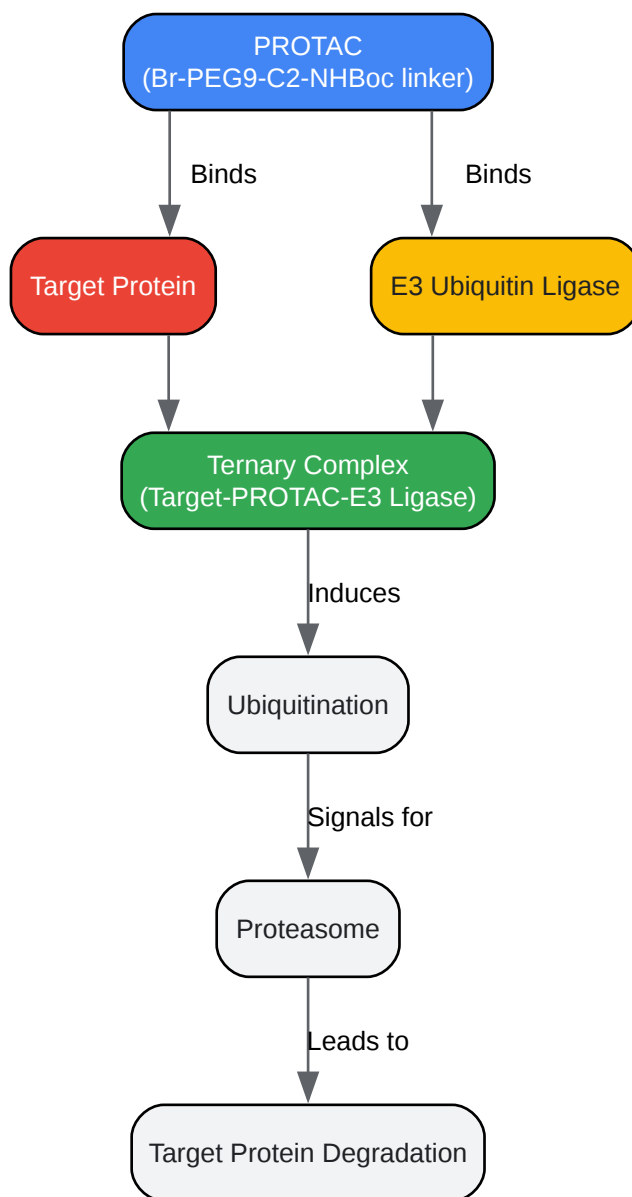 PROTAC
(Br-PEG9-C2-NHBoc linker)
Binds
Binds
Target Protein
E3 Ubiquitin Ligase
Ternary Complex
(Target-PROTAC-E3 Ligase)
Induces
Ubiquitination
Signals for
Proteasome
Leads to
Target Protein Degradation